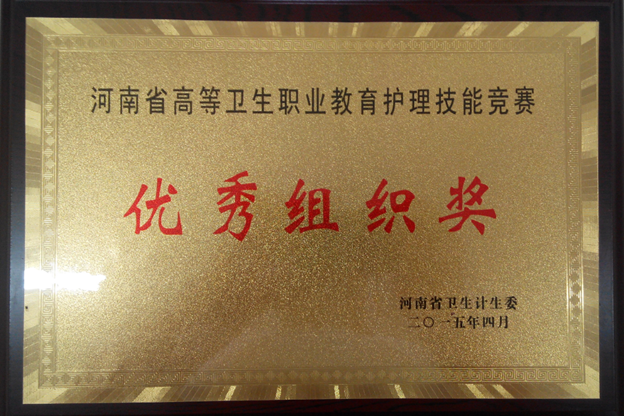 河南省高等卫生职业教育护理技能竞赛
优秀组织奖
河南省卫生计生委
二〇一五年四月